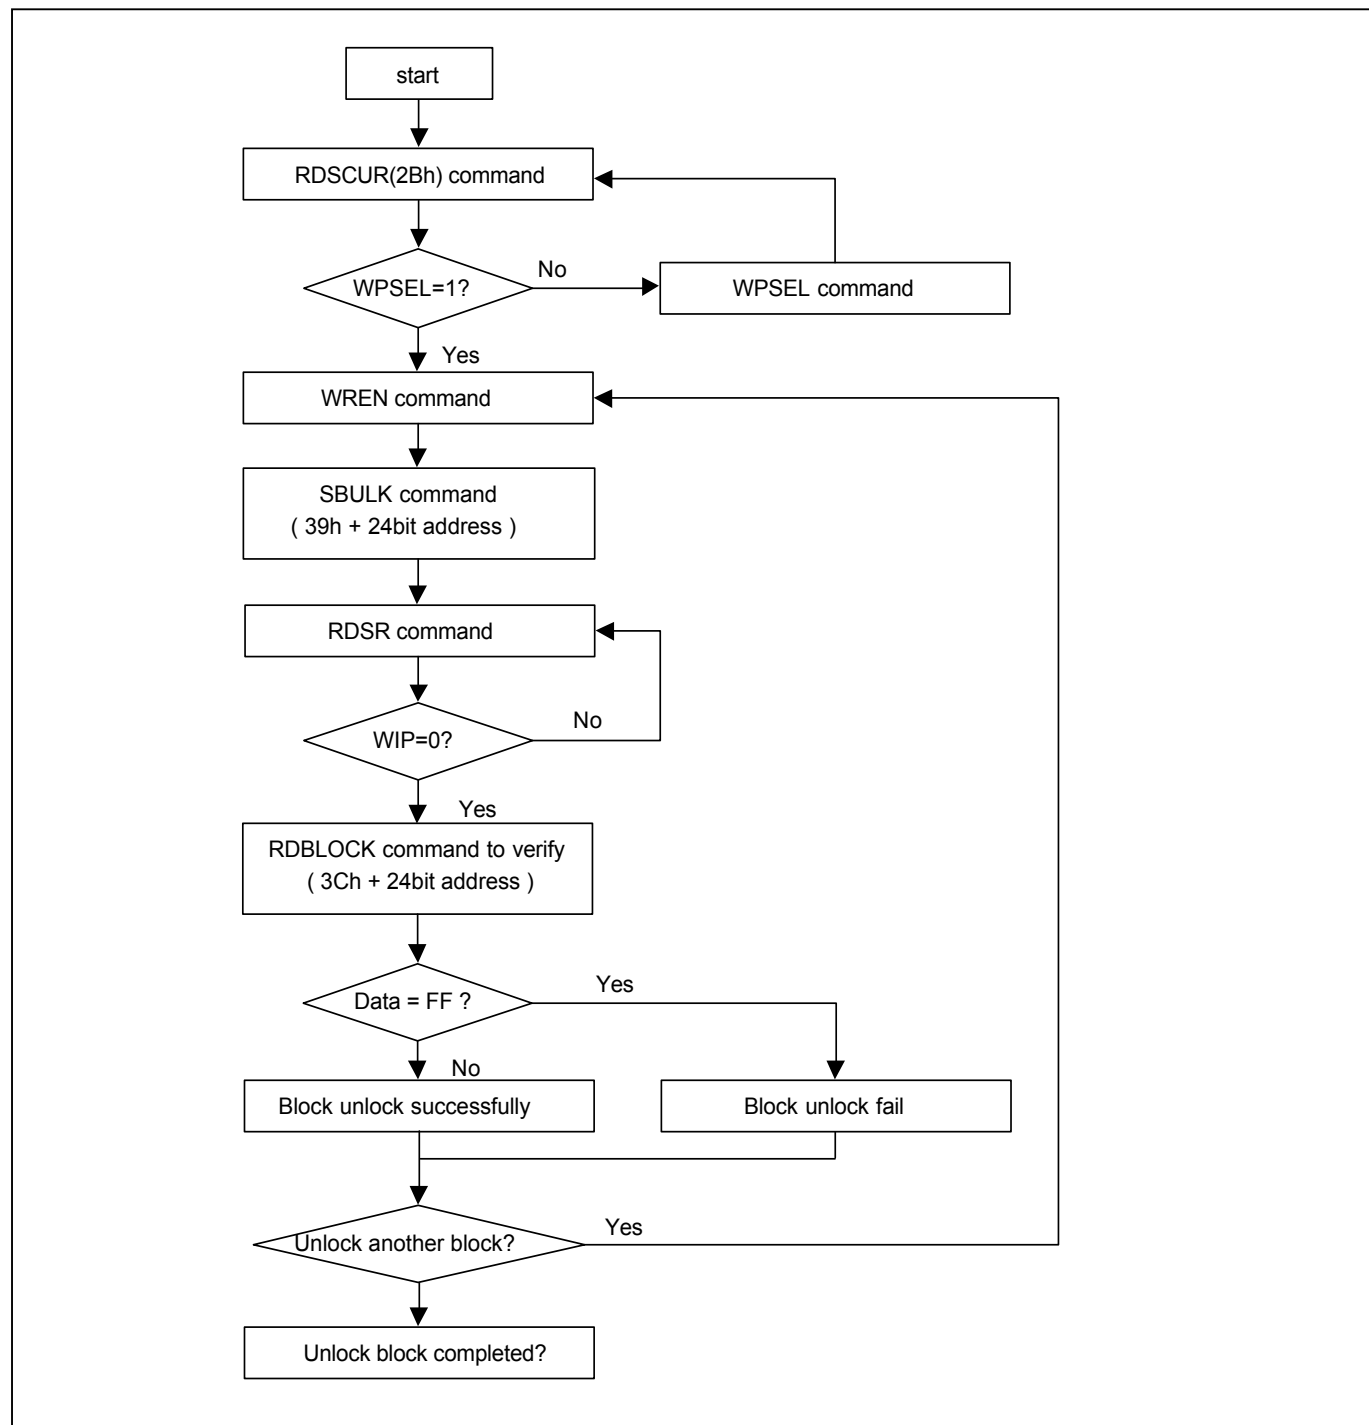 start
RDSCUR(2Bh) command
WPSEL=1?
No
WPSEL command
Yes
WREN command
SBULK command
( 39h + 24bit address )
RDSR command
WIP=0?
No
Yes
RDBLOCK command to verify
( 3Ch + 24bit address )
Data = FF ?
Yes
No
Block unlock successfully
Block unlock fail
Unlock another block?
Yes
Unlock block completed?